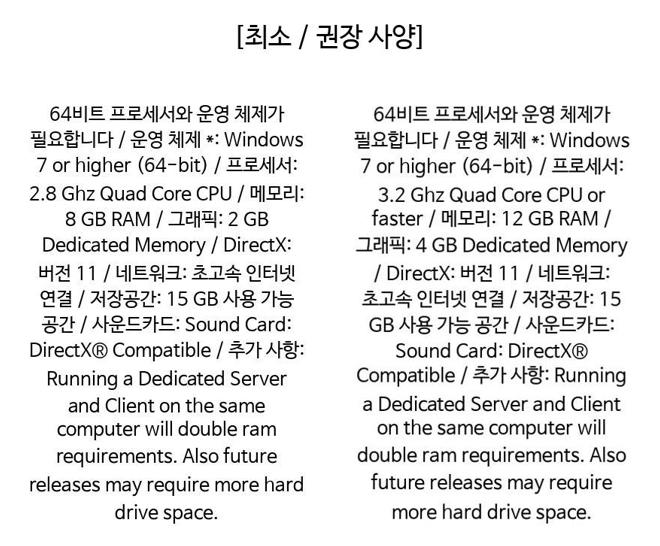 [최소 / 권장 사양]
64비트 프로세서와 운영 체제가
필요합니다 / 운영 체제 *: Windows
7 or higher (64-bit) / 프로세서:
2.8 Ghz Quad Core CPU / 메모리:
8 GB RAM / 그래픽: 2 GB
Dedicated Memory / DirectX:
버전 11 / 네트워크: 초고속 인터넷
연결 / 저장공간: 15 GB 사용 가능
공간 / 사운드카드: Sound Card:
DirectX® Compatible / 추가 사항:
Running a Dedicated Server
and Client on the same
computer will double ram
requirements. Also future
releases may require more hard
drive space.
64비트 프로세서와 운영 체제가
필요합니다 / 운영 체제 *: Windows
7 or higher (64-bit) / 프로세서:
3.2 Ghz Quad Core CPU or
faster / 메모리: 12 GB RAM /
그래픽: 4 GB Dedicated Memory
/ DirectX: 버전 11 / 네트워크:
초고속 인터넷 연결 / 저장공간: 15
GB 사용 가능 공간 / 사운드카드:
Sound Card: DirectX®
Compatible / 추가 사항: Running
a Dedicated Server and Client
on the same computer will
double ram requirements. Also
future releases may require
more hard drive space.